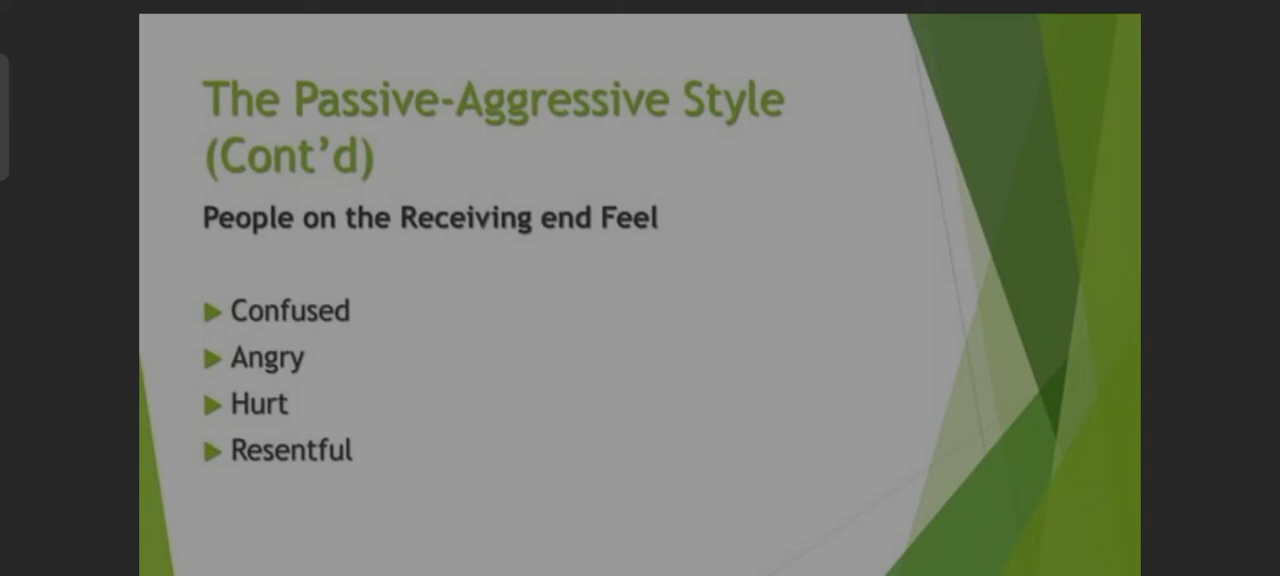 The Passive-Aggressive Style
(Cont’d)
People on the Receiving end Feel
Confused
Angry
Hurt
Resentful